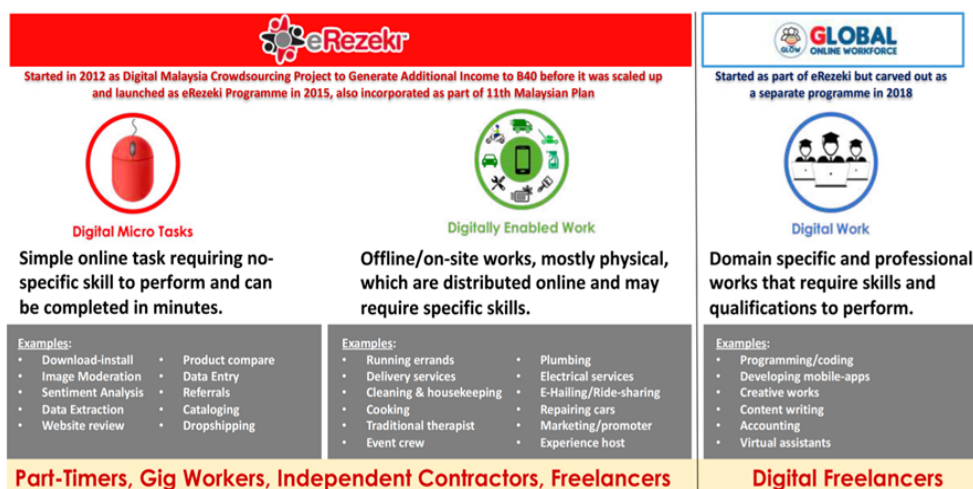 eRezeki
Started in 2012 as Digital Malaysia Crowdsourcing Project to Generate Additional Income to B40 before it was scaled up
and launched as eRezeki Programme in 2015, also incorporated as part of 11th Malaysian Plan
Digital Micro Tasks
Simple online task requiring no-
specific skill to perform and can
be completed in minutes.
Examples:
• Download-install
• Image Moderation
• Sentiment Analysis
• Data Extraction
• Website review
• Product compare
• Data Entry
• Referrals
• Cataloging
• Dropshipping
Digitally Enabled Work
Offline/on-site works, mostly physical,
which are distributed online and may
require specific skills.
Examples:
• Running errands
• Delivery services
• Cleaning & housekeeping
• Cooking
• Traditional therapist
• Event crew
• Plumbing
• Electrical services
• E-Hailing/Ride-sharing
• Repairing cars
• Marketing/promoter
• Experience host
Part-Timers, Gig Workers, Independent Contractors, Freelancers
GLOW
GLOBAL
ONLINE WORKFORCE
Started as part of eRezeki but carved out as
a separate programme in 2018
Digital Work
Domain specific and professional
works that require skills and
qualifications to perform.
Examples:
• Programming/coding
• Developing mobile-apps
• Creative works
• Content writing
• Accounting
• Virtual assistants
Digital Freelancers